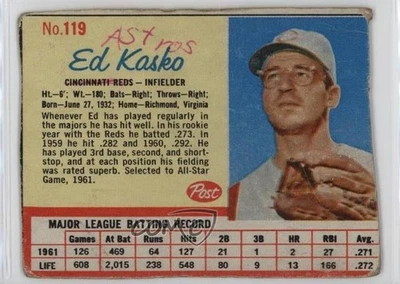 No.119
Astros
Ed Kasko
CINCINNATI REDS — INFIELDER
Ht.—6'; Wt.—180; Bats—Right; Throws—Right;
Born—June 27, 1932; Home—Richmond, Virginia
Whenever Ed has played regularly in
the majors he has hit well. In his rookie
year with the Reds he batted .273. In
1959 he hit .282 and 1960, .292. He
has played 3rd base, second, and short-
stop, and at each position his fielding
was rated superb. Selected to All-Star
Game, 1961.
Post
MAJOR LEAGUE BATTING RECORD
Games At Bat Runs Hits 2B 3B HR RBI Avg.
1961 126 469 64 127 21 1 2 27 .271
LIFE 608 2,015 238 548 80 9 13 166 .272
COMC